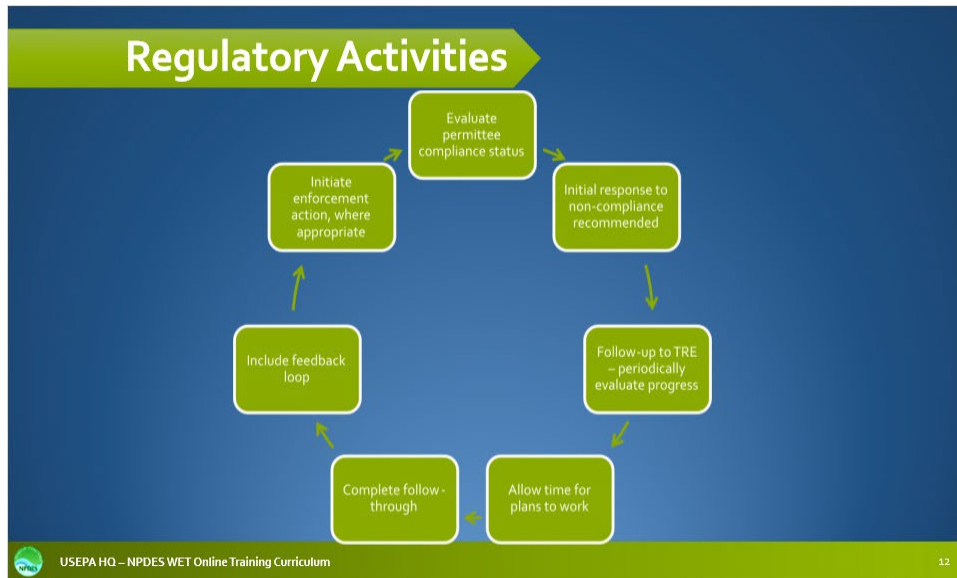 Regulatory Activities
Evaluate
permittee
compliance status
Initial response to
non-compliance
recommended
Follow-up to TRE
– periodically
evaluate progress
Allow time for
plans to work
Complete follow-
through
Include feedback
loop
Initiate
enforcement
action, where
appropriate
NPDES
USEPA HQ – NPDES WET Online Training Curriculum
12